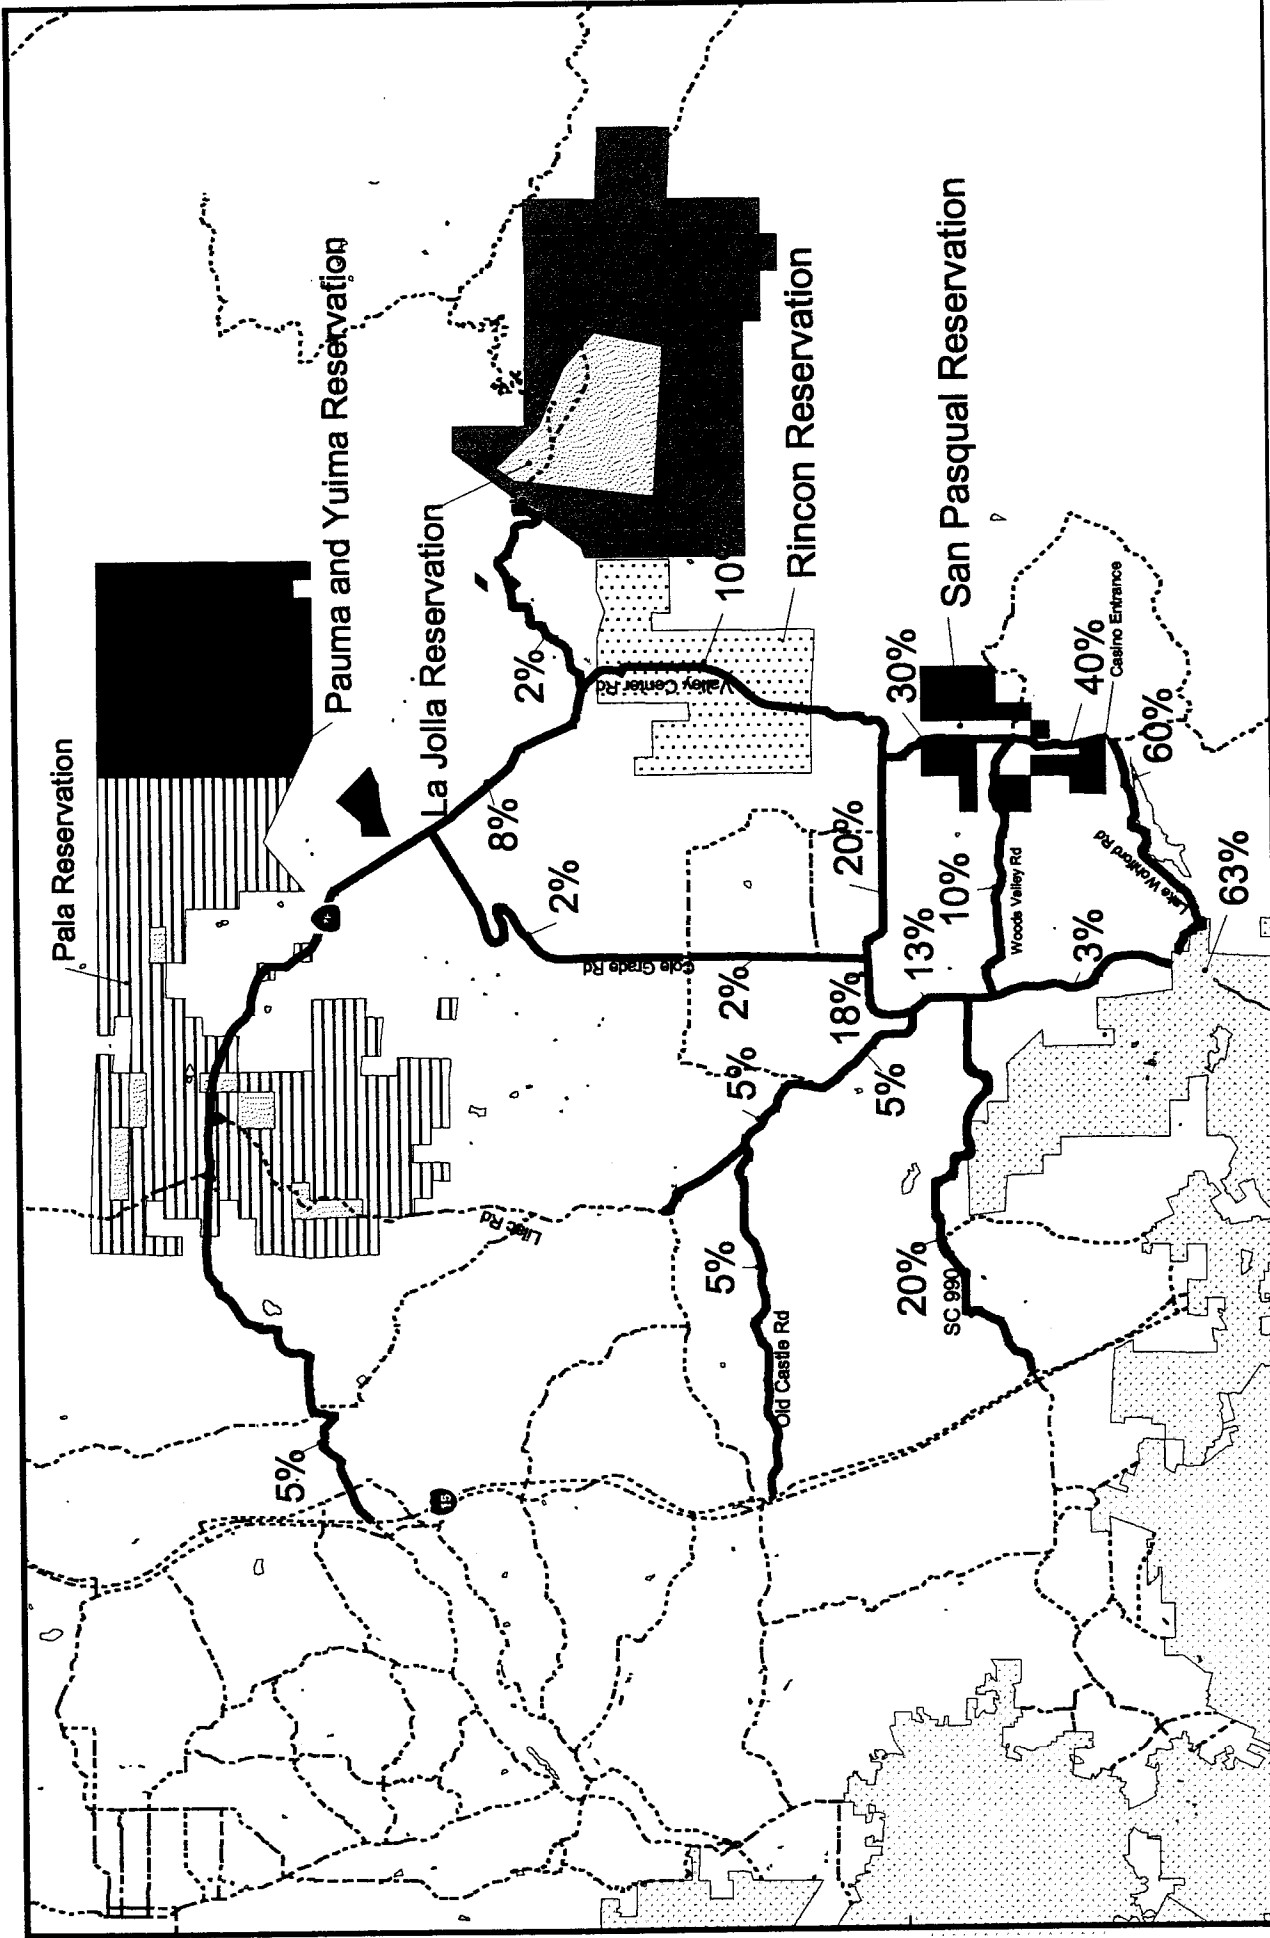 Pala Reservation
Pauma and Yuima Reservation
La Jolla Reservation
Rincon Reservation
San Pasqual Reservation
2%
8%
2%
10
Valley Center Rd
30%
40%
Casino Entrance
60%
20%
Cole Grade Rd
2%
18%
13%
10%
Woods Valley Rd
3%
Lake Wohlford Rd
63%
5%
5%
Lilac Rd
5%
Old Castle Rd
20%
SC 990
5%
15